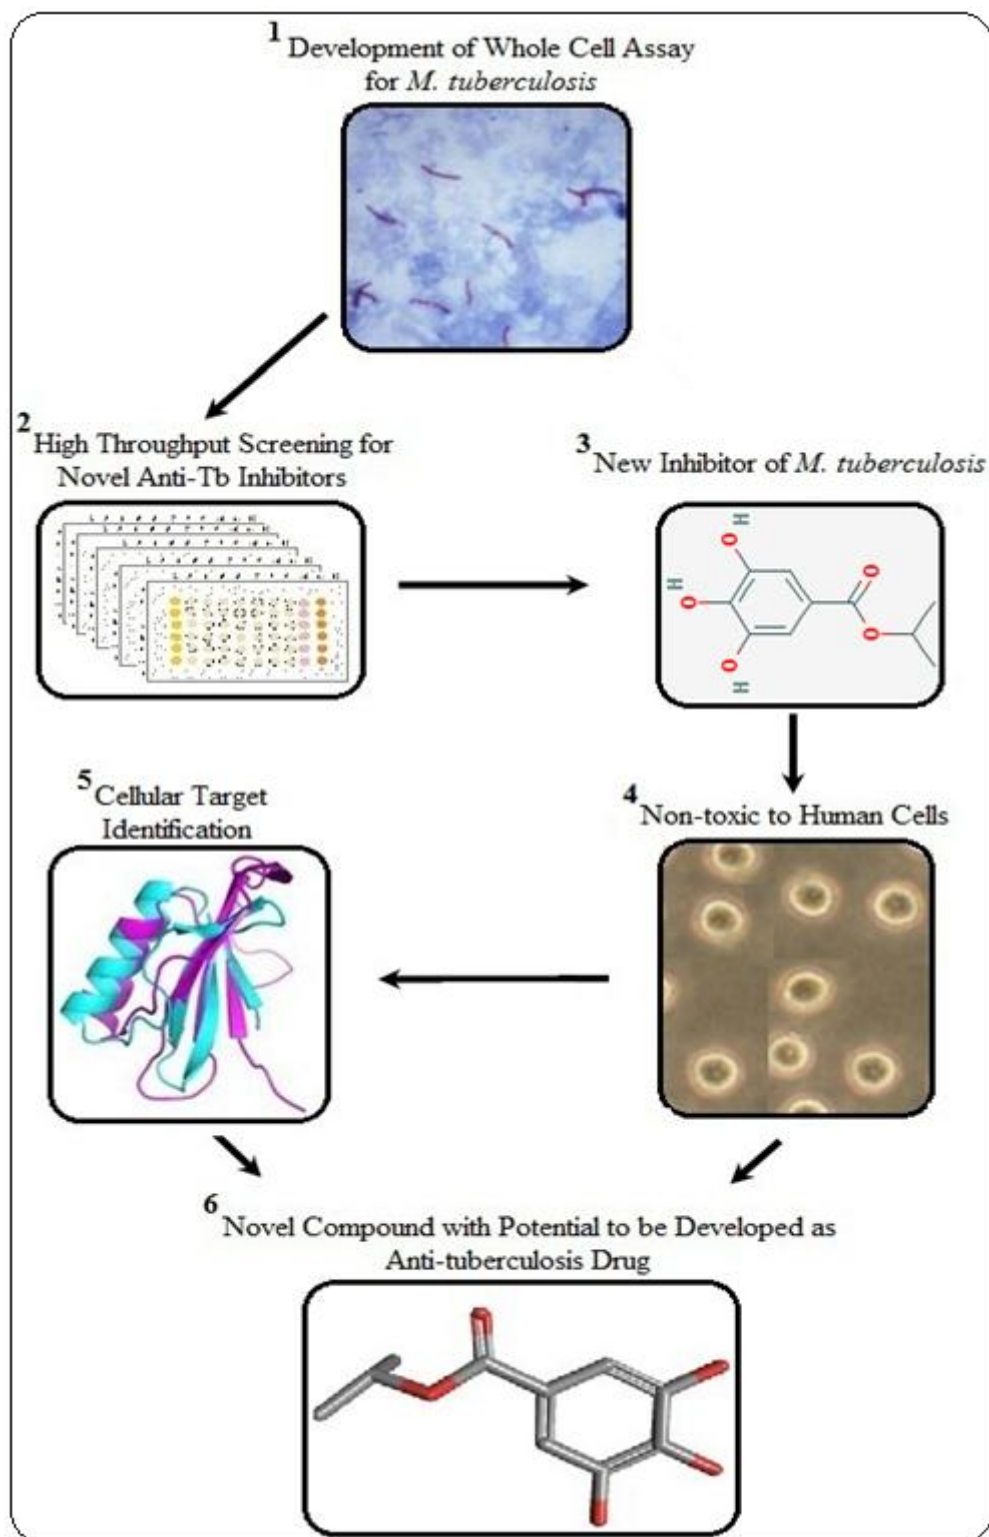 1 Development of Whole Cell Assay
for M. tuberculosis
2 High Throughput Screening for
Novel Anti-Tb Inhibitors
3 New Inhibitor of M. tuberculosis
H
O
H
O
O
O
O
H
4 Non-toxic to Human Cells
5 Cellular Target
Identification
6 Novel Compound with Potential to be Developed as
Anti-tuberculosis Drug